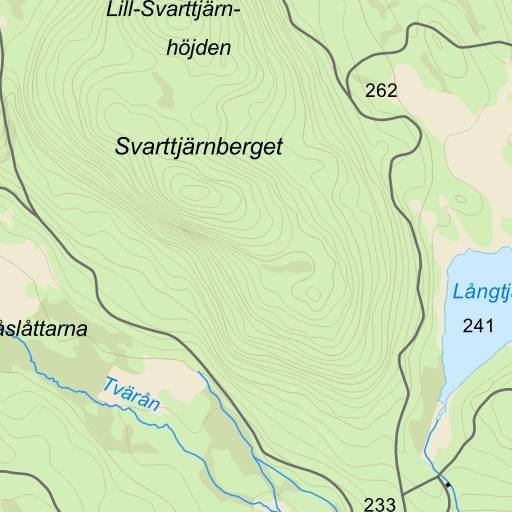 Lill-Svarttjärn-
höjden
262
Svarttjärnberget
Långtj
241
åslåttarna
Tvärån
233